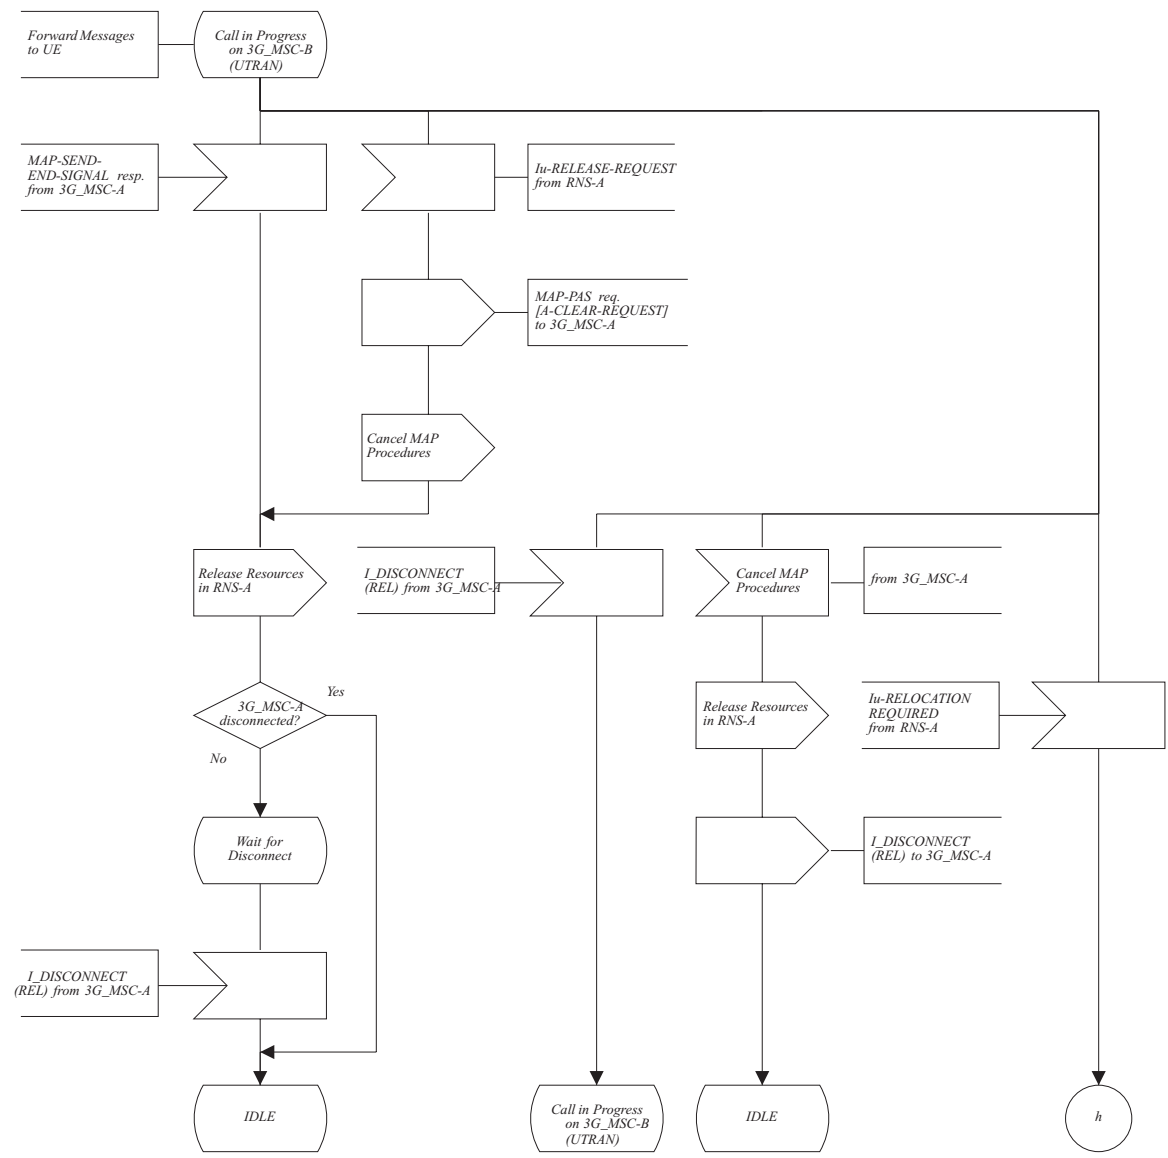 Forward Messages
to UE
Call in Progress
on 3G_MSC-B
(UTRAN)
MAP-SEND-
END-SIGNAL resp.
from 3G_MSC-A
Iu-RELEASE-REQUEST
from RNS-A
MAP-PAS req.
[A-CLEAR-REQUEST]
to 3G_MSC-A
Cancel MAP
Procedures
Release Resources
in RNS-A
I_DISCONNECT
(REL) from 3G_MSC-A
Cancel MAP
Procedures
from 3G_MSC-A
3G_MSC-A
disconnected?
Yes
No
Release Resources
in RNS-A
Iu-RELOCATION
REQUIRED
from RNS-A
Wait for
Disconnect
I_DISCONNECT
(REL) to 3G_MSC-A
I_DISCONNECT
(REL) from 3G_MSC-A
IDLE
Call in Progress
on 3G_MSC-B
(UTRAN)
IDLE
h